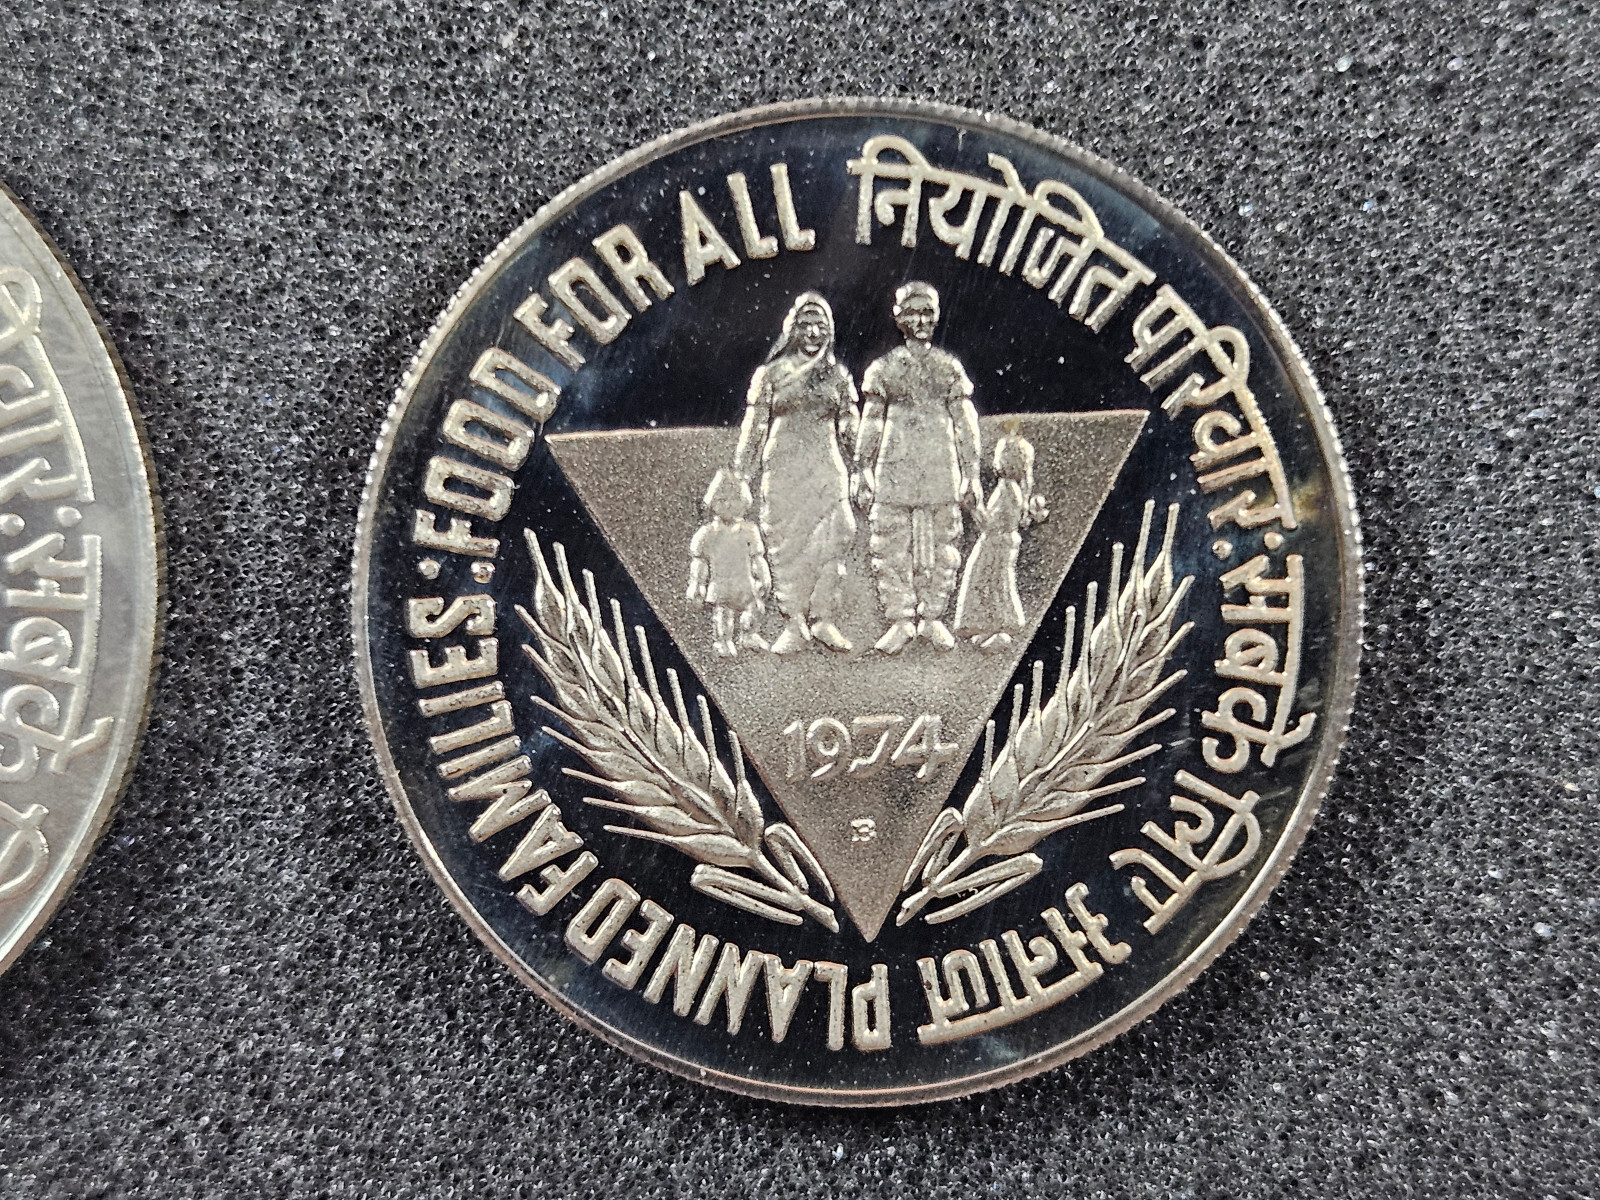 PLANNED FAMILIES: FOOD FOR ALL
नियोजित परिवार: सबके लिए अनाज
1974
B